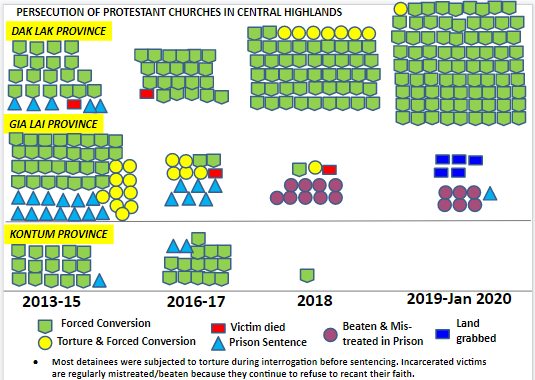 PERSECUTION OF PROTESTANT CHURCHES IN CENTRAL HIGHLANDS
DAK LAK PROVINCE
GIA LAI PROVINCE
KONTUM PROVINCE
2013-15 2016-17 2018 2019-Jan 2020
Forced Conversion Victim died Beaten & Mis-treated in Prison Land grabbed
Torture & Forced Conversion Prison Sentence
• Most detainees were subjected to torture during interrogation before sentencing. Incarcerated victims
are regularly mistreated/beaten because they continue to refuse to recant their faith.